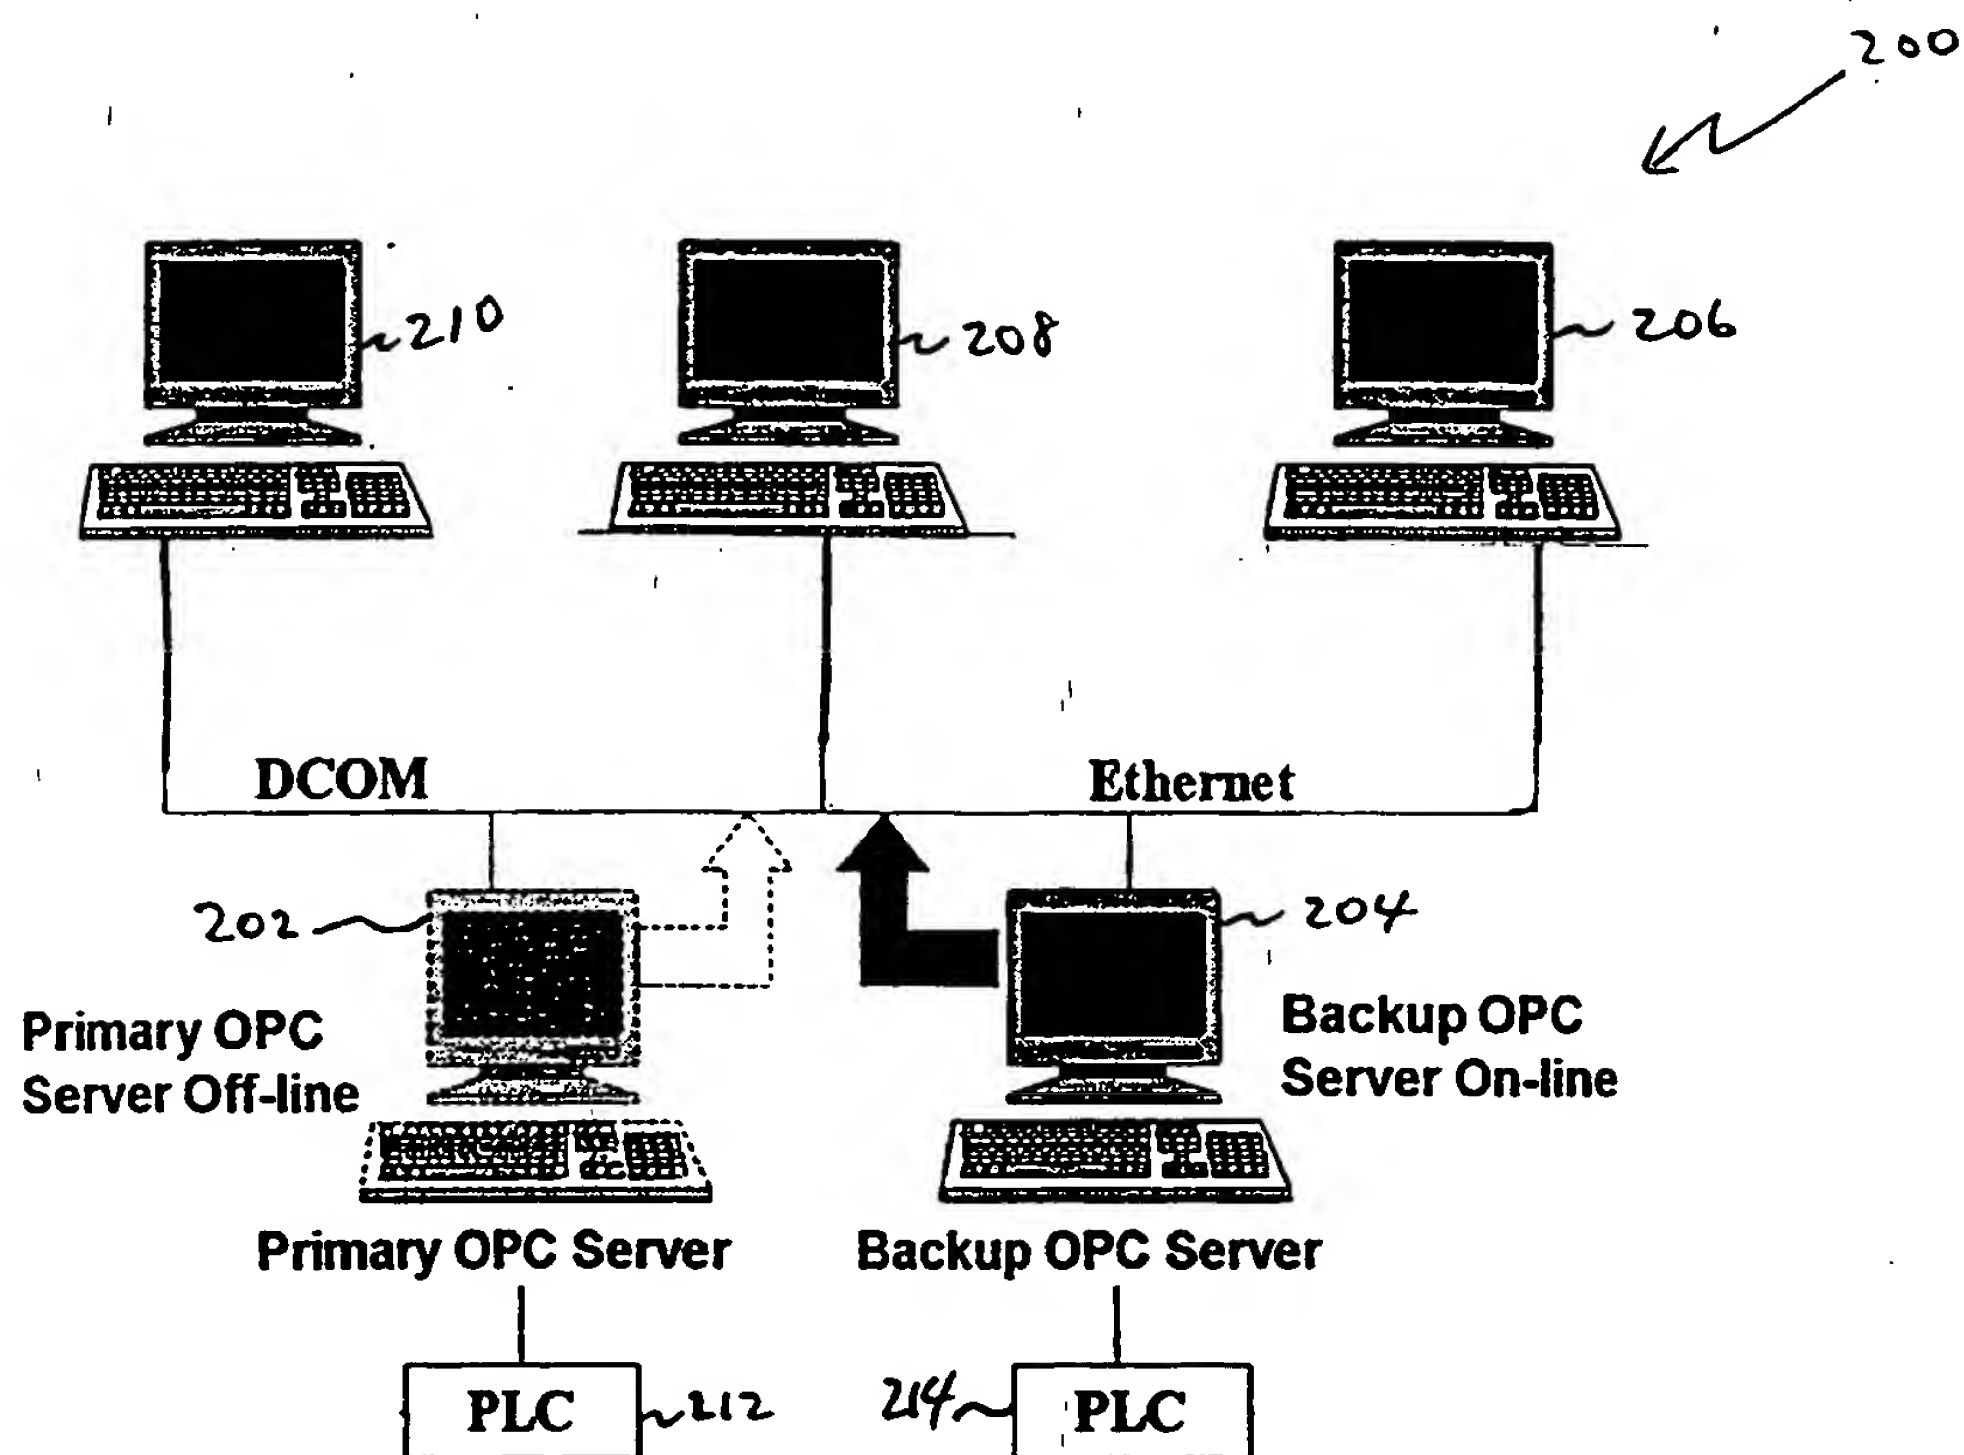 200
210
208
206
DCOM
Ethernet
202
204
Primary OPC
Server Off-line
Backup OPC
Server On-line
Primary OPC Server
Backup OPC Server
PLC
212
214
PLC